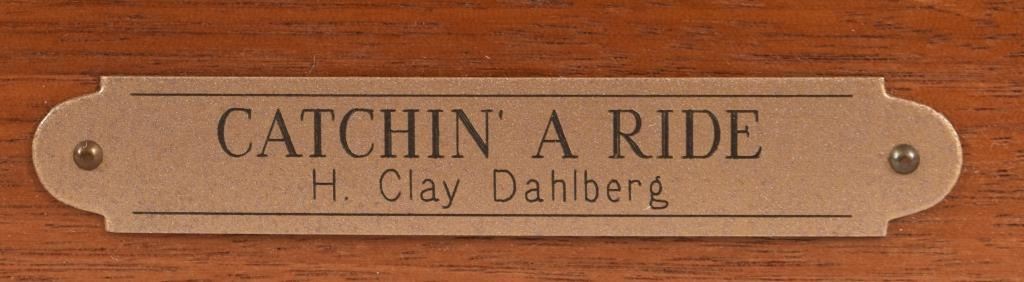 CATCHIN' A RIDE
H. Clay Dahlberg